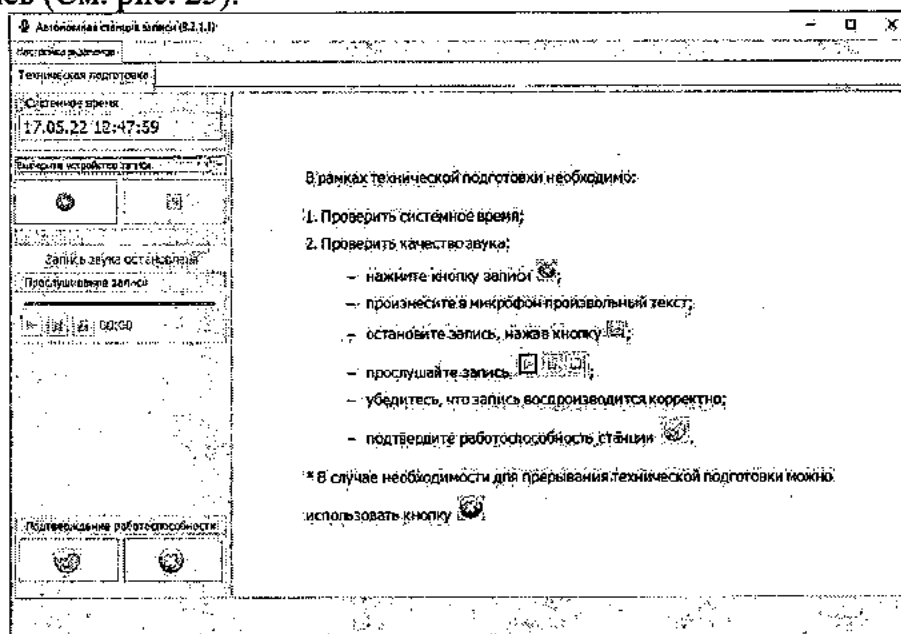 (См. рис. 25).
Автономная станция записи (8.2.1.1)
Техническая подготовка
Системное время
17.05.22 12:47:59
Выберите устройство записи
Запись звука остановлена
Прослушивание записи
00:00
В рамках технической подготовки необходимо:
1. Проверить системное время;
2. Проверить качество звука:
– нажмите кнопку записи ;
– произнесите в микрофон произвольный текст;
– остановите запись, нажав кнопку ;
– прослушайте запись ;
– убедитесь, что запись воспроизводится корректно;
– подтвердите работоспособность станции .
* В случае необходимости для прерывания технической подготовки можно
использовать кнопку .
Подтверждение работоспособности